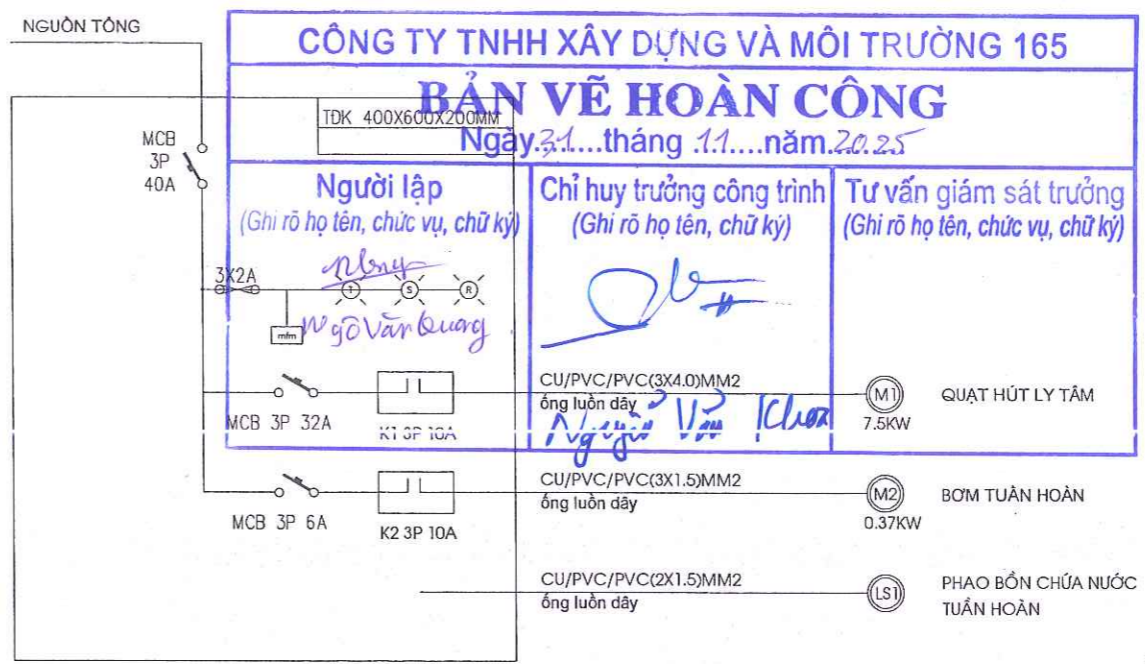 NGUỒN TỔNG
CÔNG TY TNHH XÂY DỰNG VÀ MÔI TRƯỜNG 165
BẢN VẼ HOÀN CÔNG
TĐK 400X600X200MM
Ngày.31....tháng .11....năm.2025
MCB
3P
40A
Người lập
(Ghi rõ họ tên, chức vụ, chữ ký)
Chỉ huy trưởng công trình
(Ghi rõ họ tên, chữ ký)
Tư vấn giám sát trưởng
(Ghi rõ họ tên, chức vụ, chữ ký)
3X2A
T S R
mfm
Ngô Văn Quang
MCB 3P 32A
K1 3P 10A
CU/PVC/PVC(3X4.0)MM2
ống luồn dây
Nguyễn Văn
M1
7.5KW
QUẠT HÚT LY TÂM
MCB 3P 6A
K2 3P 10A
CU/PVC/PVC(3X1.5)MM2
ống luồn dây
M2
0.37KW
BƠM TUẦN HOÀN
CU/PVC/PVC(2X1.5)MM2
ống luồn dây
LS1
PHAO BỒN CHỨA NƯỚC
TUẦN HOÀN